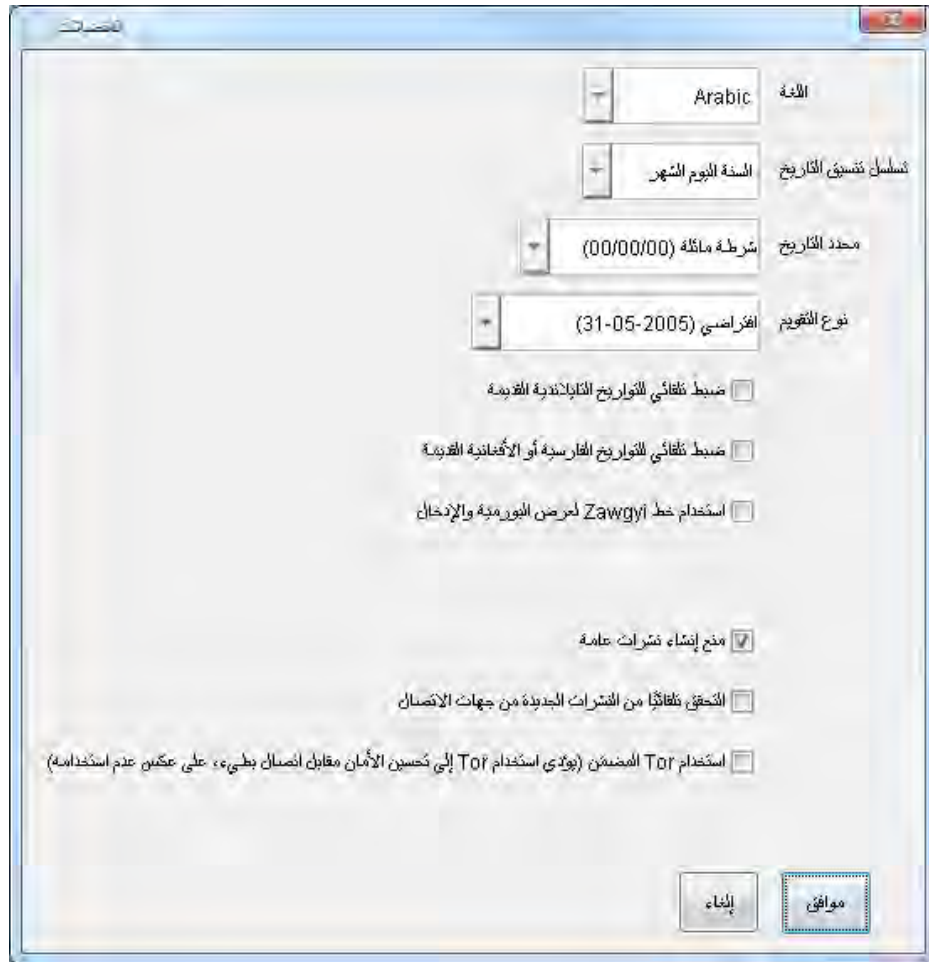 التفضيلات
اللغة Arabic
تسلسل تنسيق التاريخ السنة اليوم الشهر
محدد التاريخ شرطة مائلة (00/00/00)
نوع التقويم افتراضي (31-05-2005)
ضبط تلقائي للتواريخ التايلاندية القديمة
ضبط تلقائي للتواريخ الفارسية أو الأفغانية القديمة
استخدام خط Zawgyi لعرض البورمية والإدخال
منع إنشاء نشرات عامة
التحقق تلقائيًا من النشرات الجديدة من جهات الاتصال
استخدام Tor المضمّن (يؤدي استخدام Tor إلى تحسين الأمان مقابل اتصال بطيء، على عكس عدم استخدامه)
موافق إلغاء